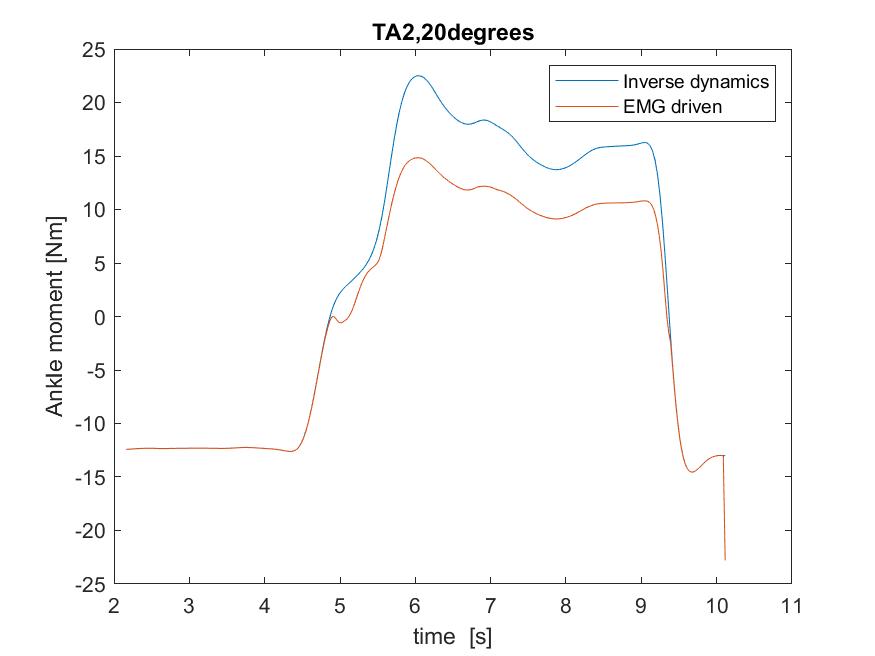 TA2,20degrees
25
20
15
10
5
0
-5
-10
-15
-20
-25
Ankle moment [Nm]
Inverse dynamics
EMG driven
2 3 4 5 6 7 8 9 10 11
time [s]